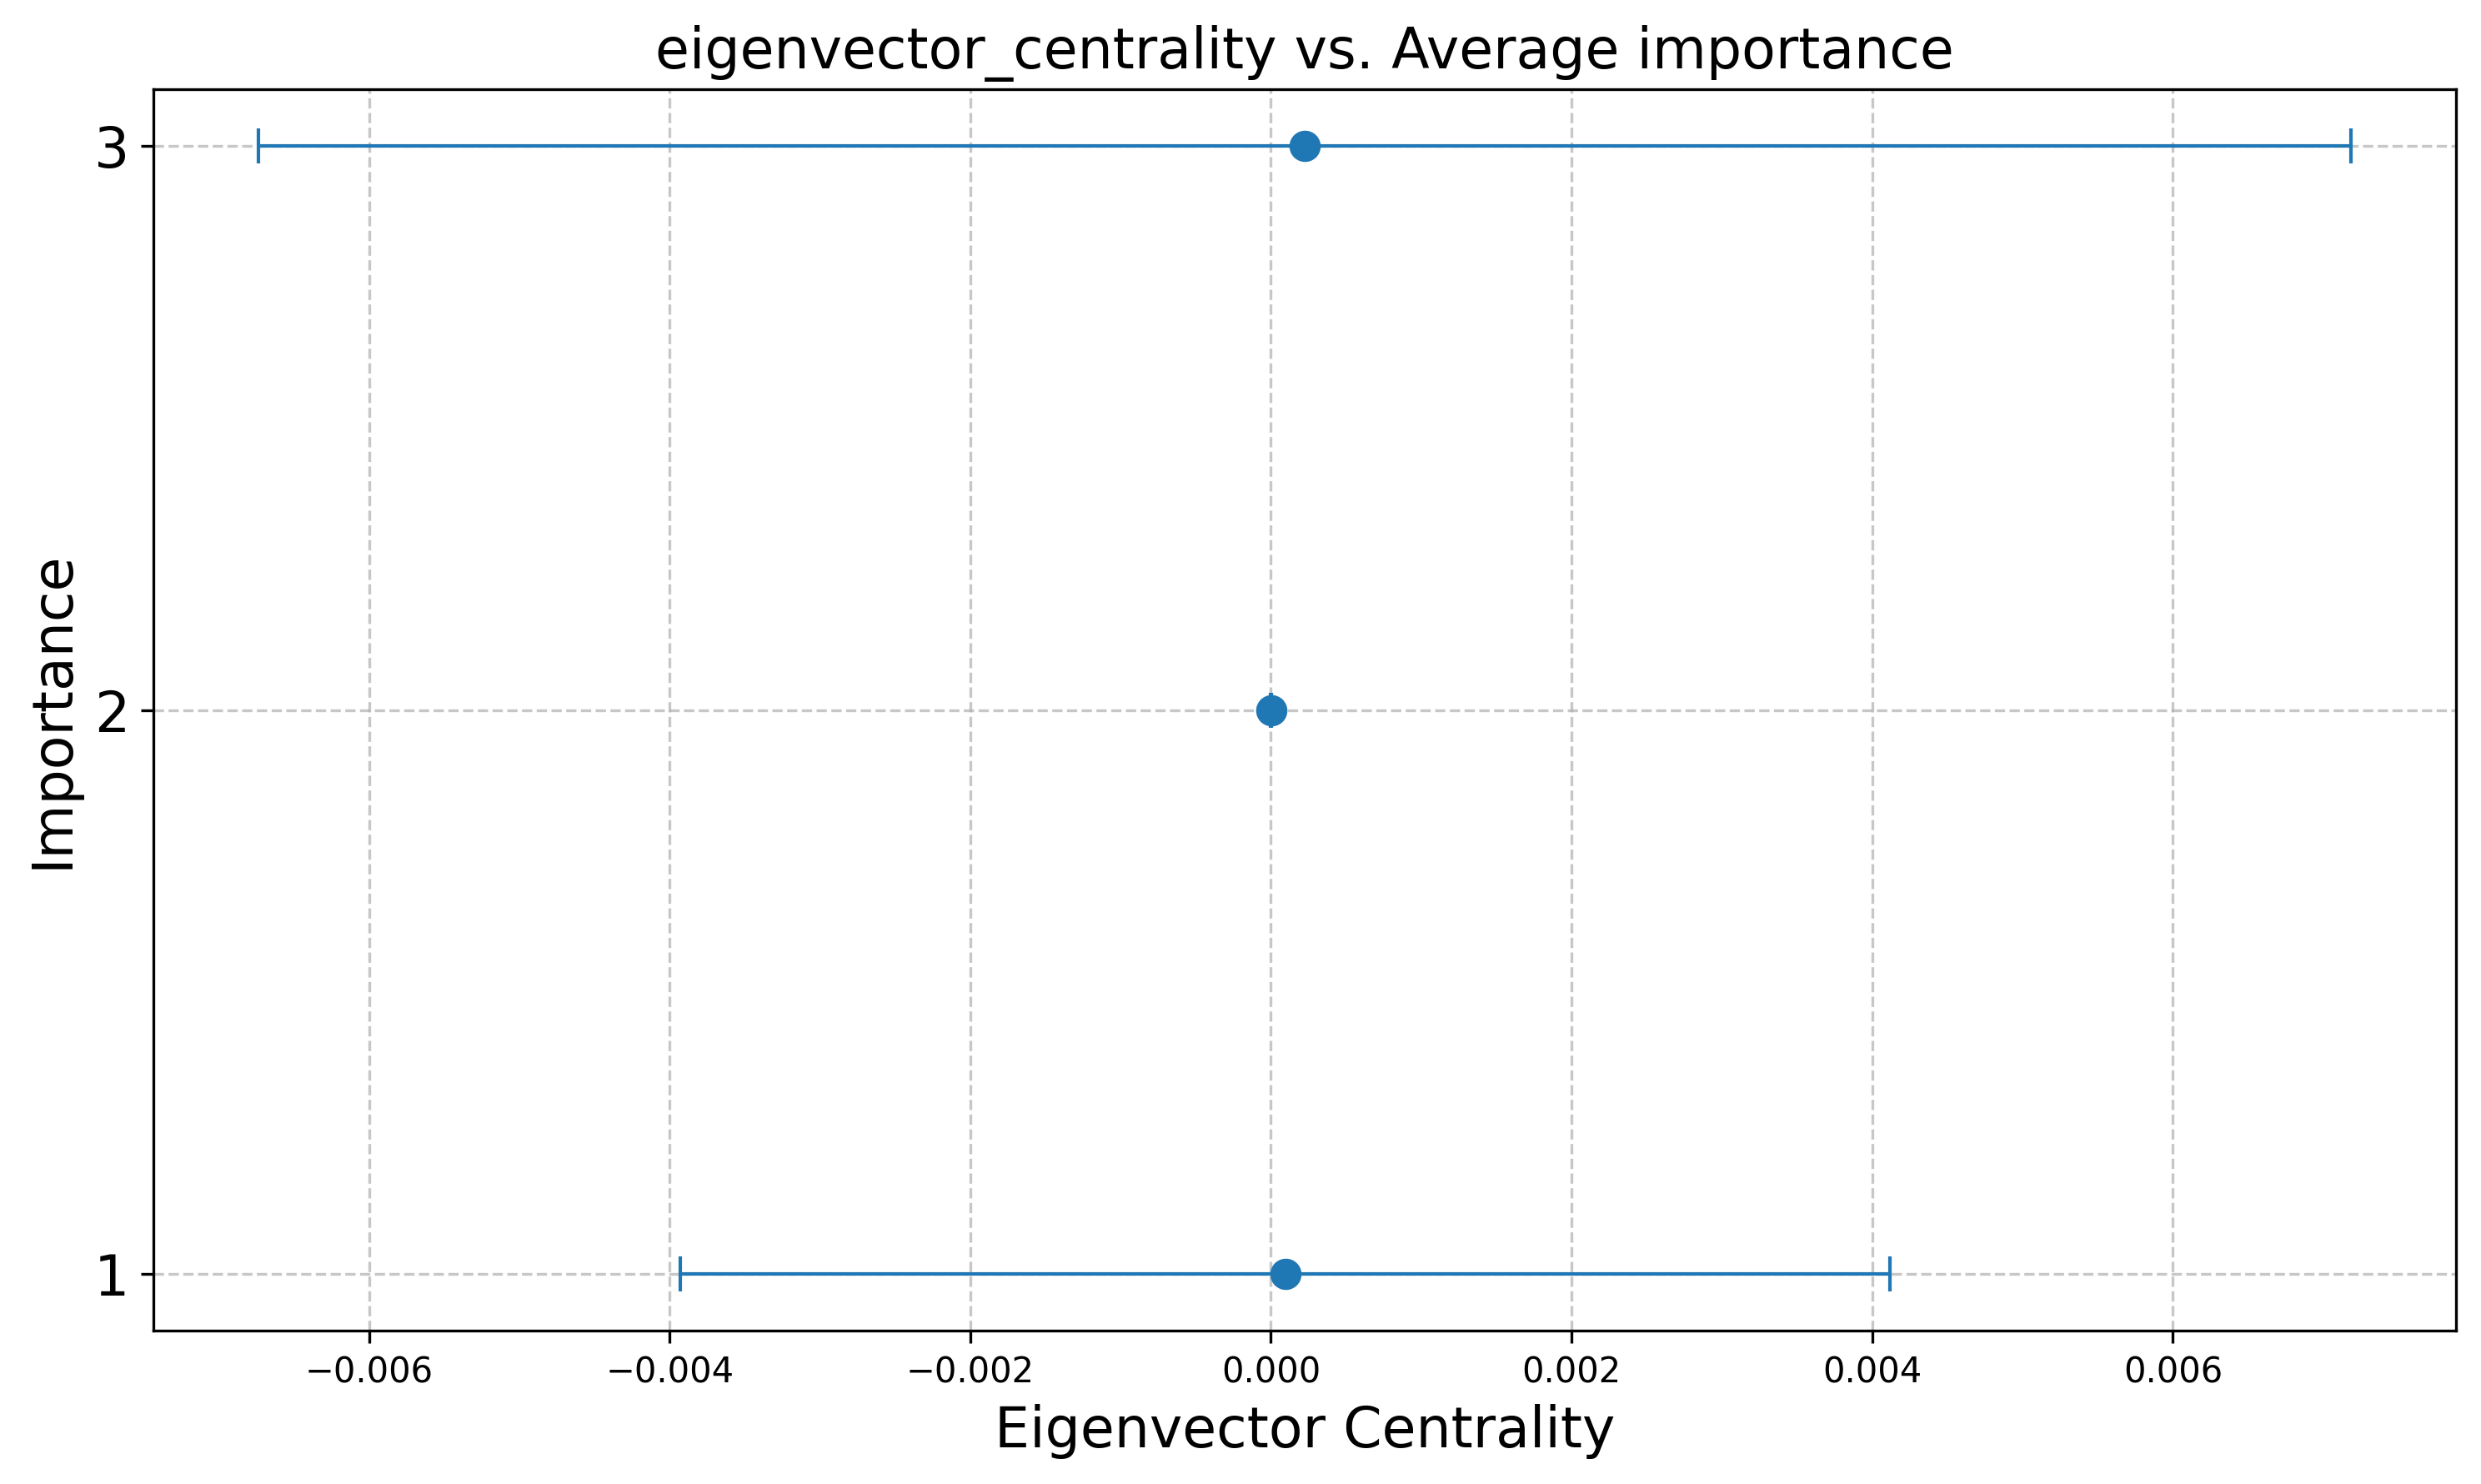 eigenvector_centrality vs. Average importance
3
2
1
Importance
−0.006 −0.004 −0.002 0.000 0.002 0.004 0.006
Eigenvector Centrality